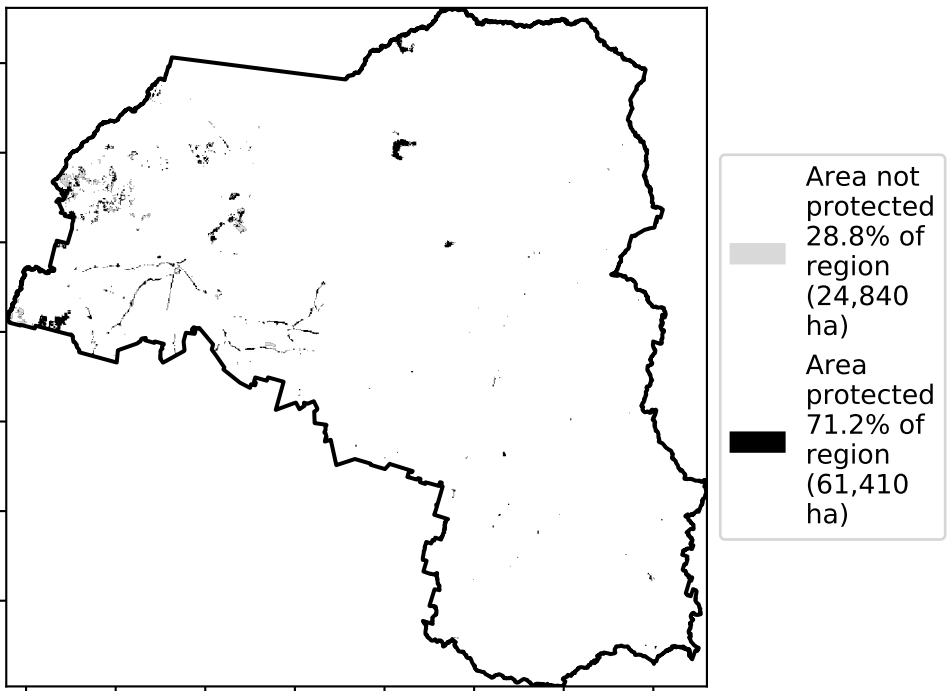 Area not
protected
28.8% of
region
(24,840
ha)
Area
protected
71.2% of
region
(61,410
ha)